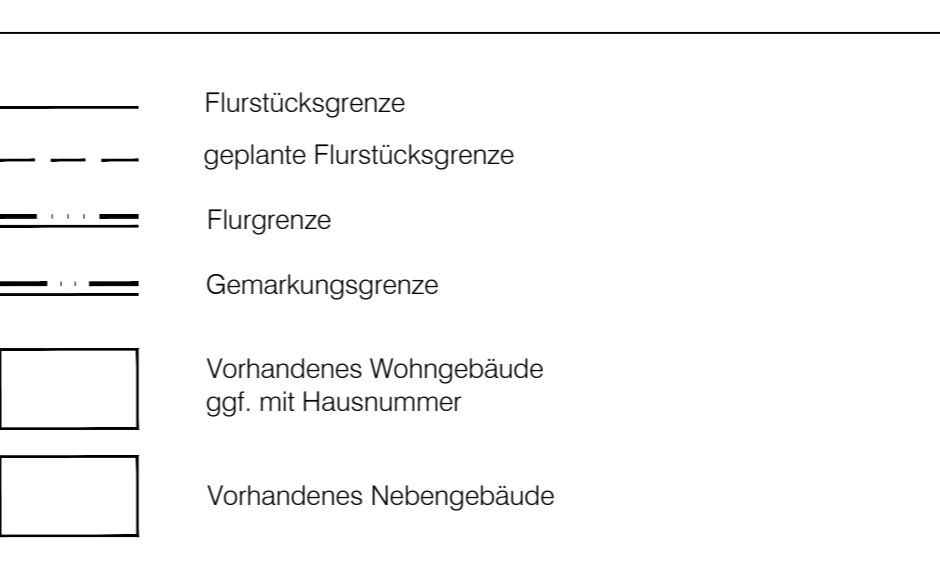 Flurstücksgrenze
geplante Flurstücksgrenze
Flurgrenze
Gemarkungsgrenze
Vorhandenes Wohngebäude
ggf. mit Hausnummer
Vorhandenes Nebengebäude